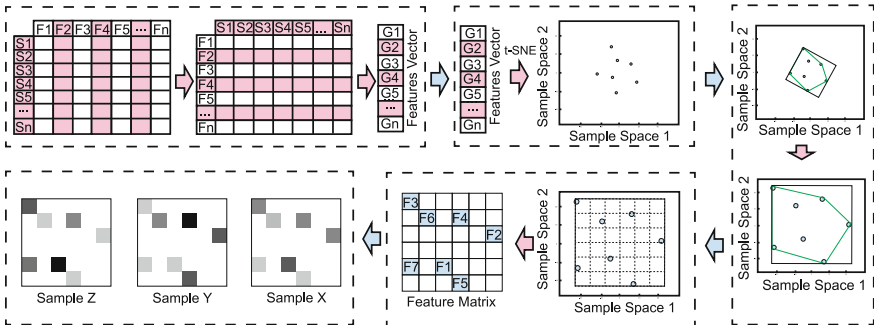 F1 F2 F3 F4 F5 ... Fn
S1
S2
S3
S4
S5
...
Sn
S1 S2 S3 S4 S5 ... Sn
F1
F2
F3
F4
F5
...
Fn
G1
G2
G3
G4
G5
...
Gn
Features Vector
G1
G2
G3
G4
G5
...
Gn
Features Vector
t-SNE
Sample Space 2
Sample Space 1
Sample Space 2
Sample Space 1
Sample Space 2
Sample Space 1
Sample Space 2
Sample Space 1
F3
F6 F4
F2
F7 F1
F5
Feature Matrix
Sample Z
Sample Y
Sample X